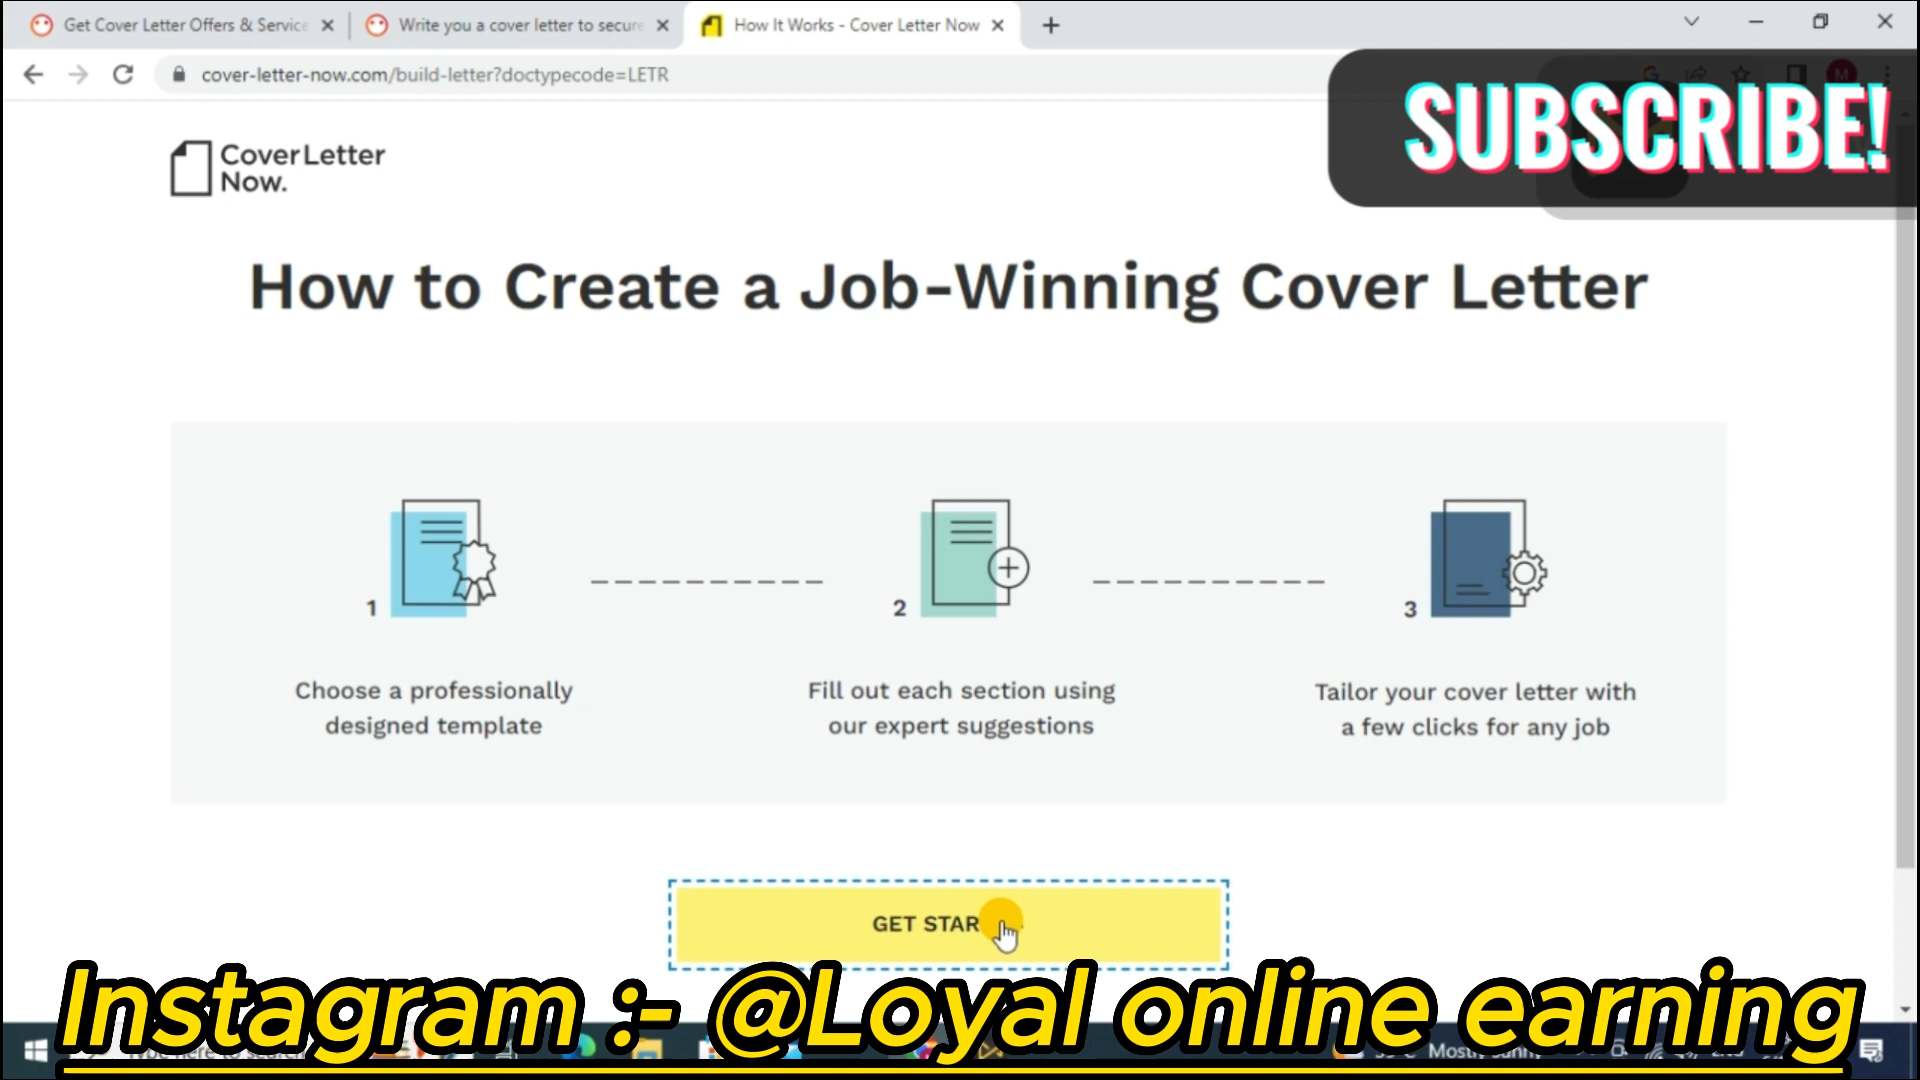 Get Cover Letter Offers & Service
Write you a cover letter to secure
How It Works - Cover Letter Now
cover-letter-now.com/build-letter?doctypecode=LETR
SUBSCRIBE!
CoverLetter
Now.
How to Create a Job-Winning Cover Letter
1
2
3
Choose a professionally
designed template
Fill out each section using
our expert suggestions
Tailor your cover letter with
a few clicks for any job
GET STAR
Instagram :- @Loyal online earning